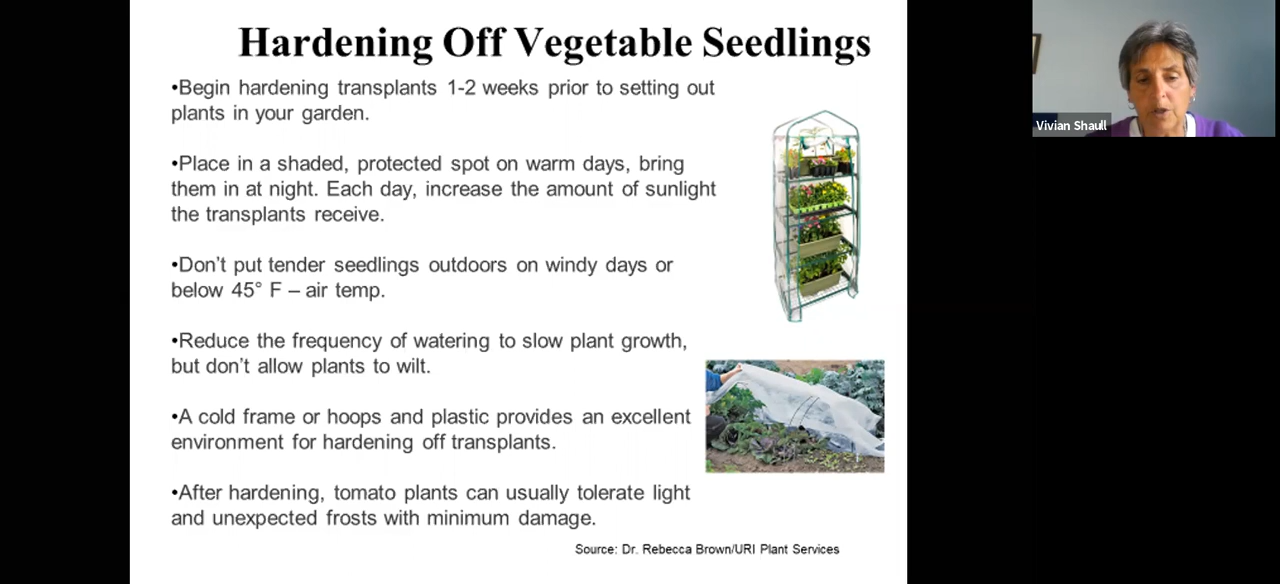 Hardening Off Vegetable Seedlings
•Begin hardening transplants 1-2 weeks prior to setting out
plants in your garden.
•Place in a shaded, protected spot on warm days, bring
them in at night. Each day, increase the amount of sunlight
the transplants receive.
•Don’t put tender seedlings outdoors on windy days or
below 45° F – air temp.
•Reduce the frequency of watering to slow plant growth,
but don’t allow plants to wilt.
•A cold frame or hoops and plastic provides an excellent
environment for hardening off transplants.
•After hardening, tomato plants can usually tolerate light
and unexpected frosts with minimum damage.
Source: Dr. Rebecca Brown/URI Plant Services
Vivian Shaull